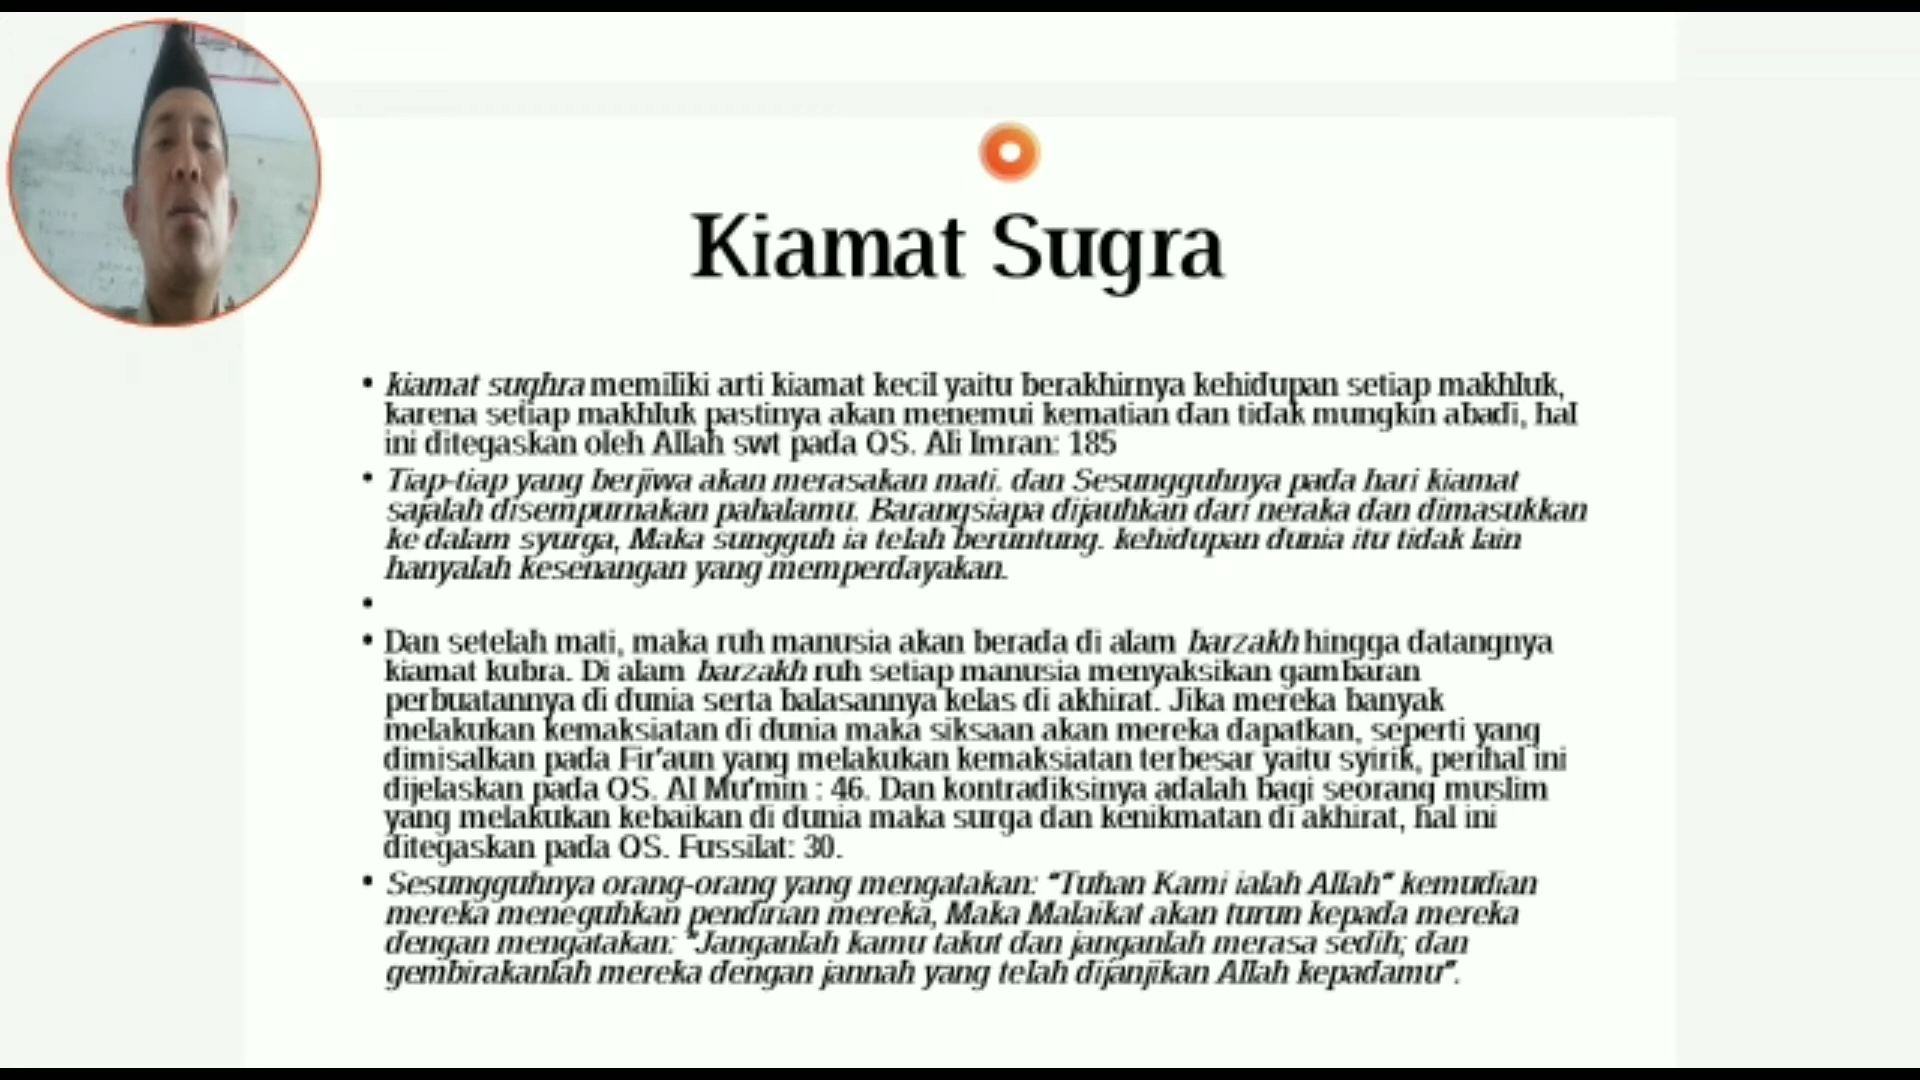 Kiamat Sugra
• kiamat sughra memiliki arti kiamat kecil yaitu berakhirnya kehidupan setiap makhluk,
karena setiap makhluk pastinya akan menemui kematian dan tidak mungkin abadi, hal
ini ditegaskan oleh Allah swt pada QS. Ali Imran: 185
• Tiap-tiap yang berjiwa akan merasakan mati. dan Sesungguhnya pada hari kiamat
sajalah disempurnakan pahalamu. Barangsiapa dijauhkan dari neraka dan dimasukkan
ke dalam syurga, Maka sungguh ia telah beruntung. kehidupan dunia itu tidak lain
hanyalah kesenangan yang memperdayakan.
•
• Dan setelah mati, maka ruh manusia akan berada di alam barzakh hingga datangnya
kiamat kubra. Di alam barzakh ruh setiap manusia menyaksikan gambaran
perbuatannya di dunia serta balasannya kelas di akhirat. Jika mereka banyak
melakukan kemaksiatan di dunia maka siksaan akan mereka dapatkan, seperti yang
dimisalkan pada Fir'aun yang melakukan kemaksiatan terbesar yaitu syirik, perihal ini
dijelaskan pada QS. Al Mu'min : 46. Dan kontradiksinya adalah bagi seorang muslim
yang melakukan kebaikan di dunia maka surga dan kenikmatan di akhirat, hal ini
ditegaskan pada QS. Fussilat: 30.
• Sesungguhnya orang-orang yang mengatakan: "Tuhan Kami ialah Allah" kemudian
mereka meneguhkan pendirian mereka, Maka Malaikat akan turun kepada mereka
dengan mengatakan: "Janganlah kamu takut dan janganlah merasa sedih; dan
gembirakanlah mereka dengan jannah yang telah dijanjikan Allah kepadamu".